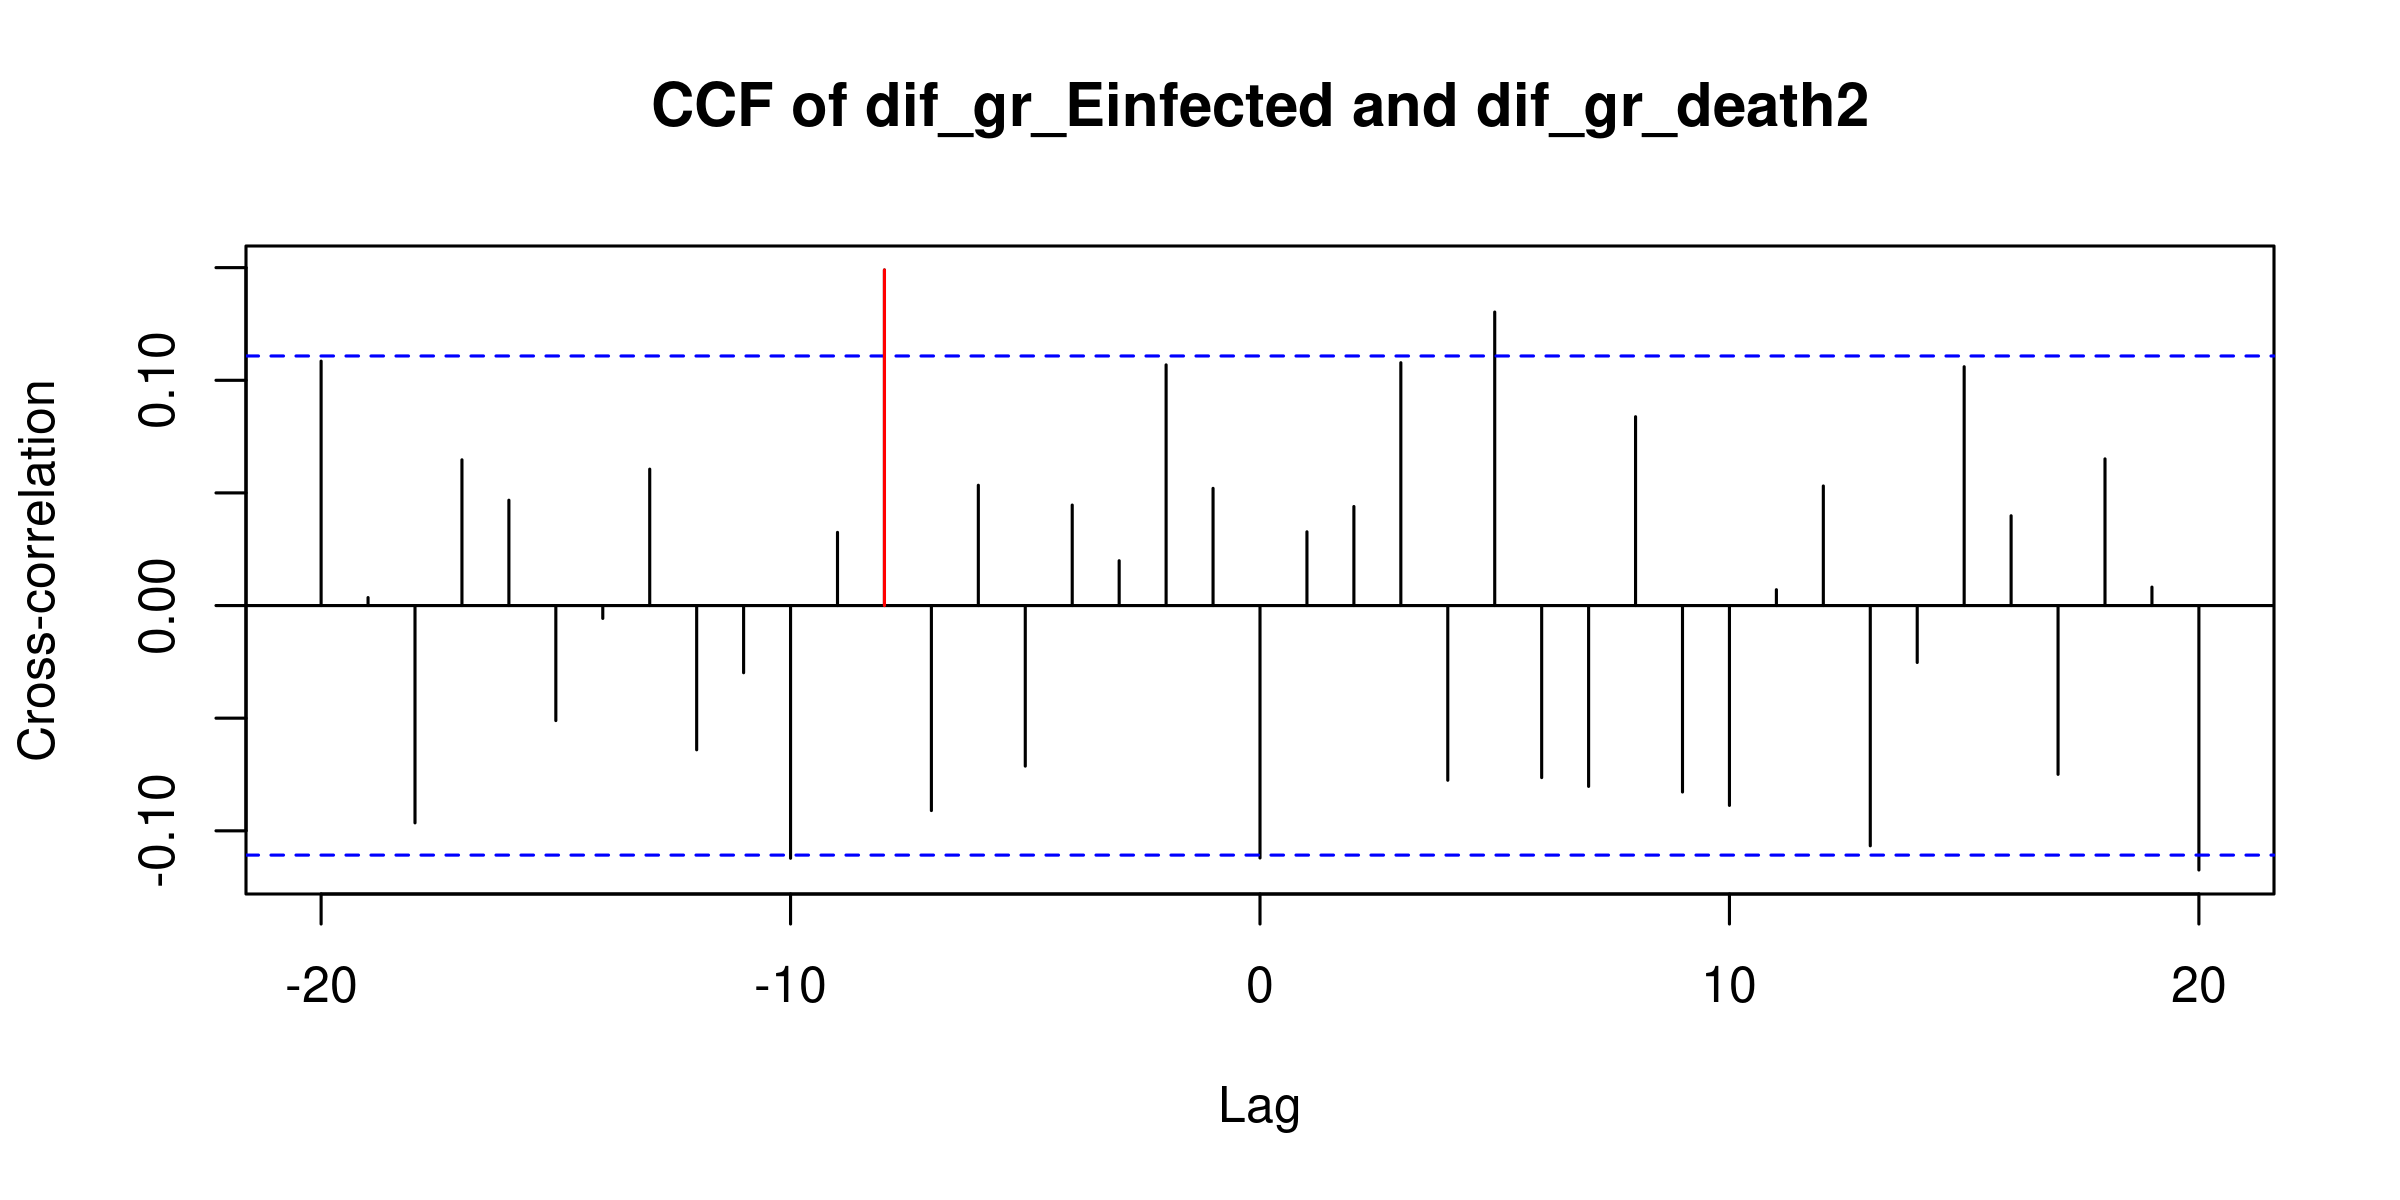 CCF of dif_gr_Einfected and dif_gr_death2
Cross-correlation
0.10
0.00
-0.10
-20 -10 0 10 20
Lag